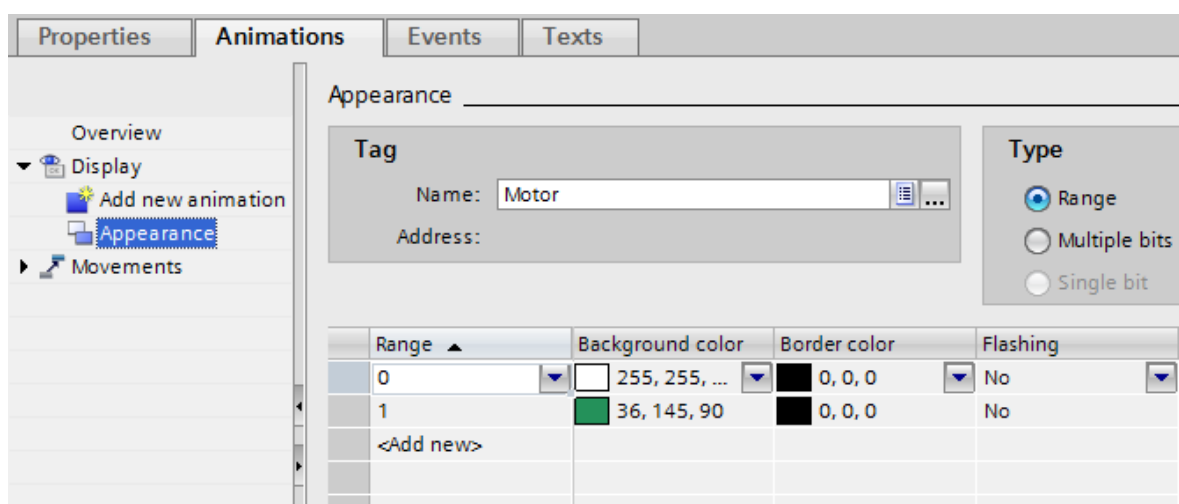 Properties Animations Events Texts
Appearance
Overview
Display
Add new animation
Appearance
Movements
Tag
Name: Motor
...
Address:
Type
Range
Multiple bits
Single bit
Range Background color Border color Flashing
0 255, 255, ... 0, 0, 0 No
1 36, 145, 90 0, 0, 0 No
<Add new>